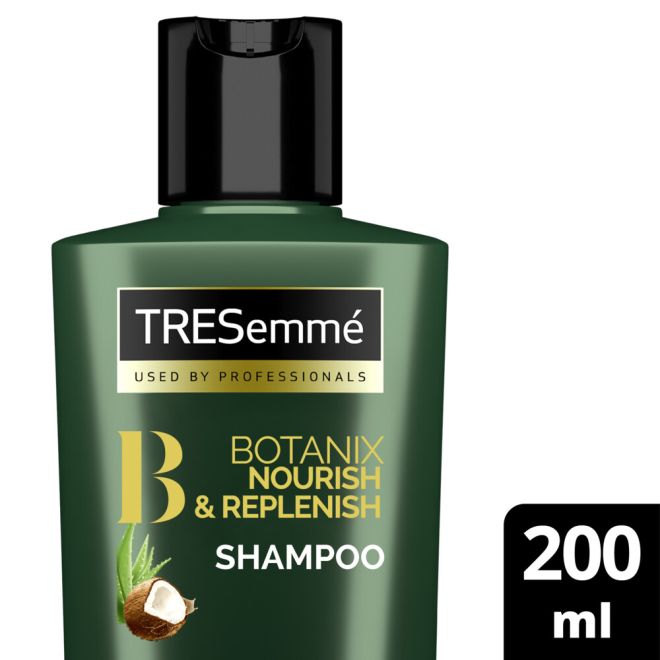 TRESemmé
USED BY PROFESSIONALS
B
BOTANIX
NOURISH
& REPLENISH
SHAMPOO
200
ml